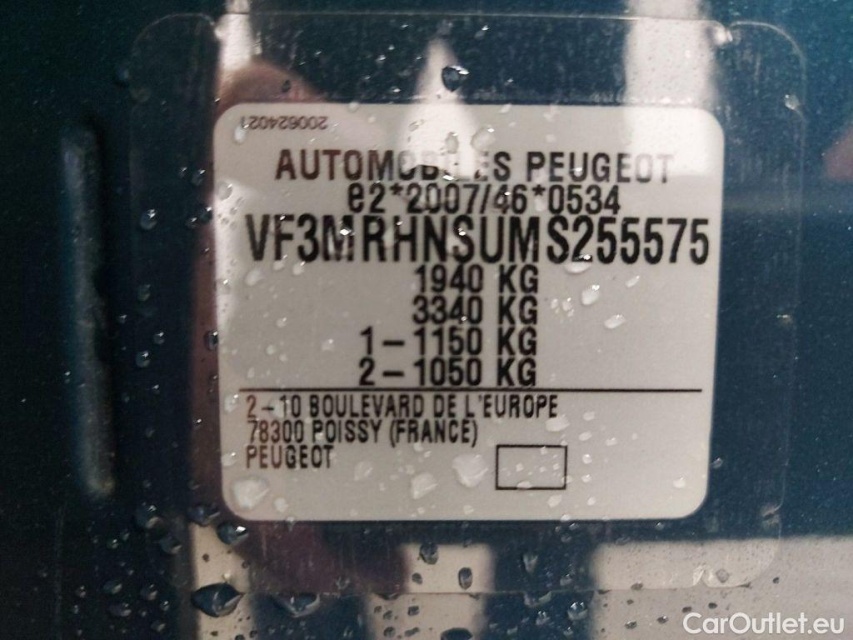 200624021
AUTOMOBILES PEUGEOT
e2*2007/46*0534
VF3MRHNSUMS255575
1940 KG
3340 KG
1-1150 KG
2-1050 KG
2-10 BOULEVARD DE L'EUROPE
78300 POISSY (FRANCE)
PEUGEOT
CarOutlet.eu